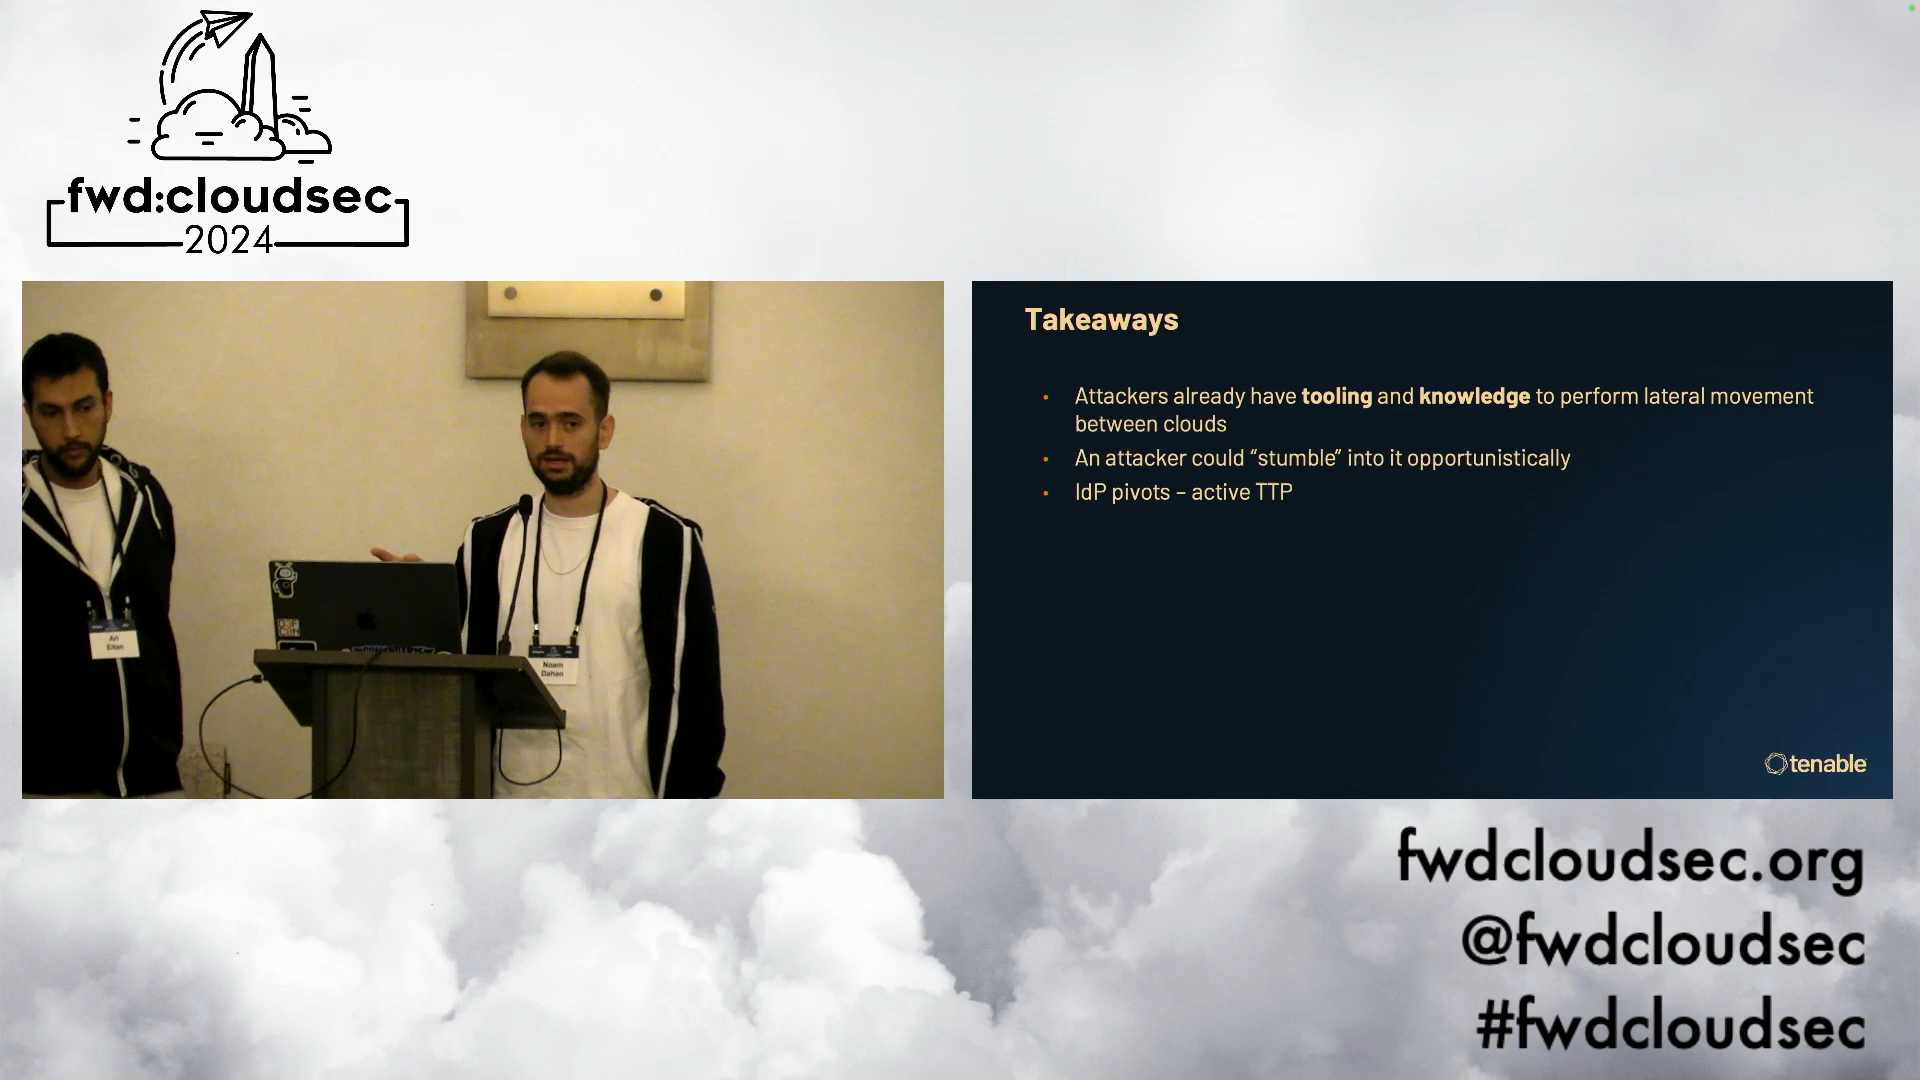 fwd:cloudsec
2024
Ari
Eitan
Noam
Dahan
Takeaways
• Attackers already have tooling and knowledge to perform lateral movement
between clouds
• An attacker could “stumble” into it opportunistically
• IdP pivots – active TTP
tenable
fwdcloudsec.org
@fwdcloudsec
#fwdcloudsec